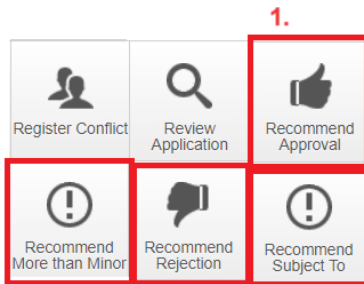 1.
Register Conflict
Review
Application
Recommend
Approval
Recommend
More than Minor
Recommend
Rejection
Recommend
Subject To